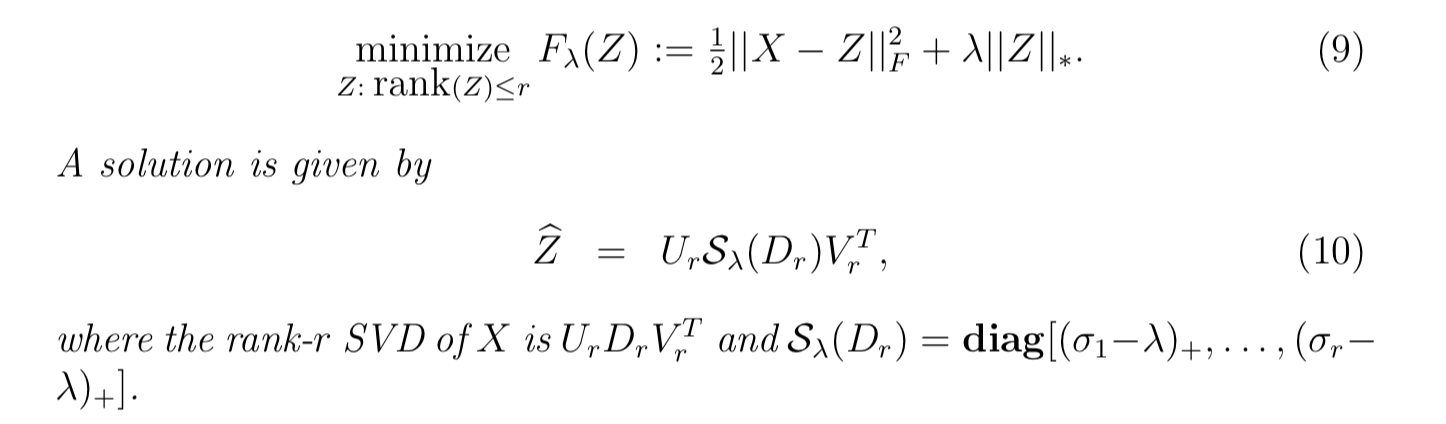 minimize F_λ(Z) := ½||X − Z||²_F + λ||Z||_*. (9)
Z: rank(Z)≤r
A solution is given by
Ẑ = U_r 𝒮_λ(D_r)V_r^T, (10)
where the rank-r SVD of X is U_r D_r V_r^T and 𝒮_λ(D_r) = diag[(σ_1−λ)_+, . . . , (σ_r−
λ)_+].